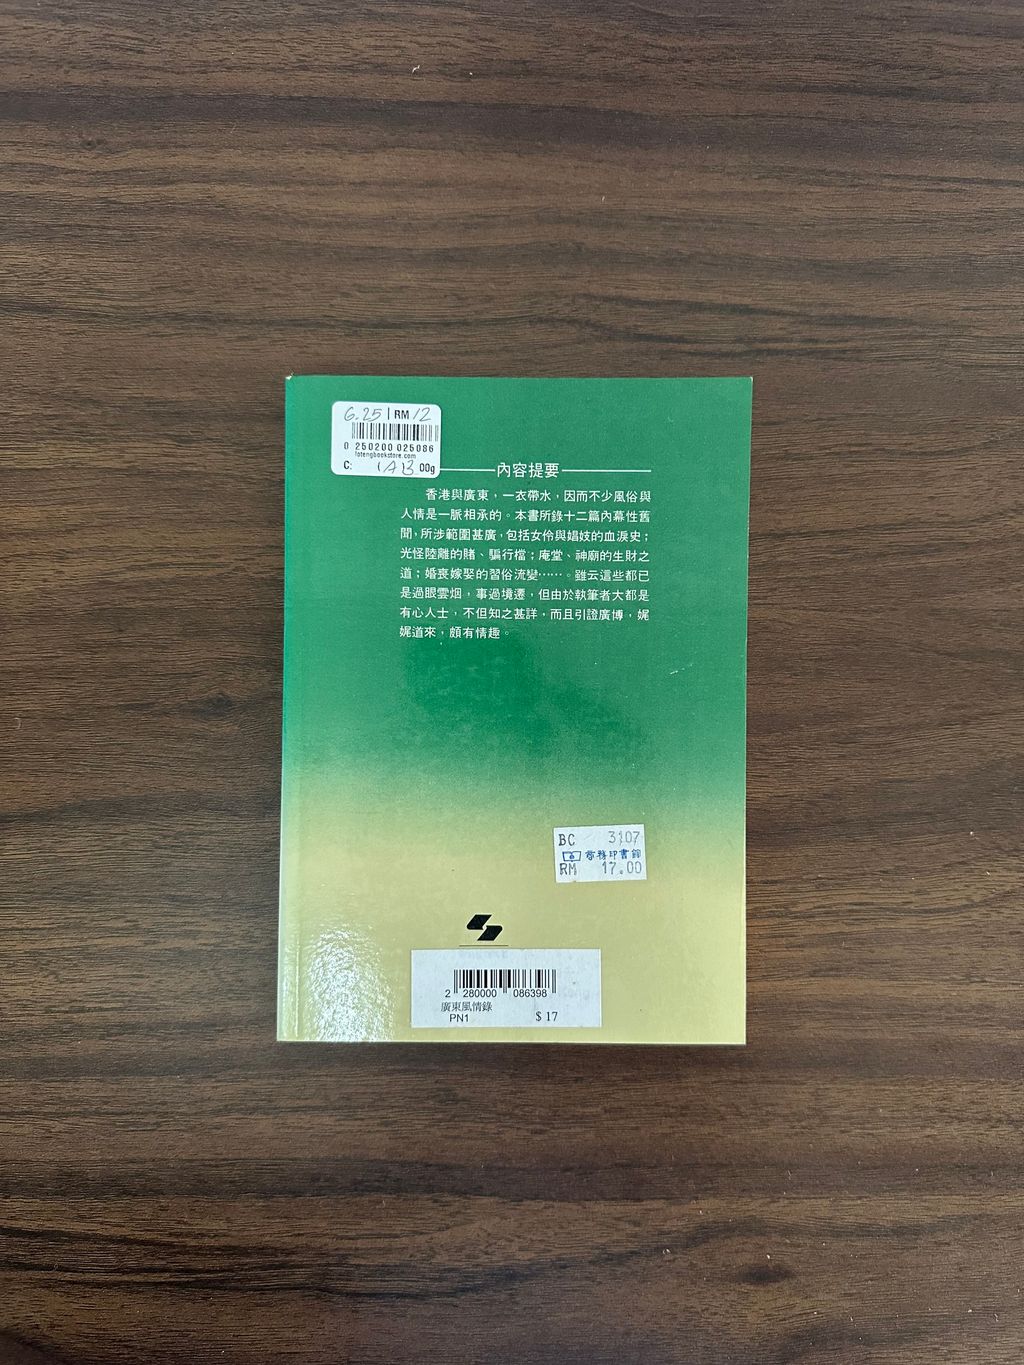 6.25 RM 12
0 250200 025086
lotengbookstore.com
C: 1AB 00g
內容提要
香港與廣東，一衣帶水，因而不少風俗與
人情是一脈相承的。本書所錄十二篇內幕性舊
聞，所涉範圍甚廣，包括女伶與娼妓的血淚史；
光怪陸離的賭、騙行檔；庵堂、神廟的生財之
道；婚喪嫁娶的習俗流變……。雖云這些都已
是過眼雲烟，事過境遷，但由於執筆者大都是
有心人士，不但知之甚詳，而且引證廣博，娓
娓道來，頗有情趣。
BC 3107
商務印書館
RM 17.00
2 280000 086398
廣東風情錄
PN1 $ 17